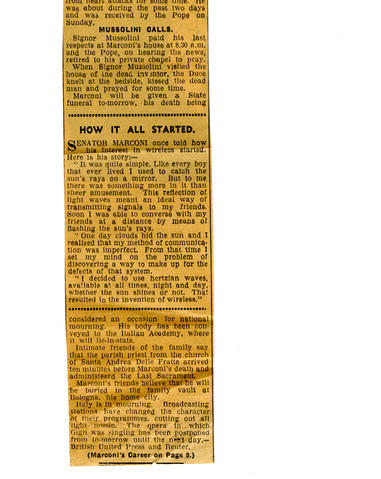 from heart attacks for some time. He
was about during the past two days
and was received by the Pope on
Sunday.
MUSSOLINI CALLS.
Signor Mussolini paid his last
respects at Marconi's house at 8.30 a.m.
and the Pope, on hearing the news,
retired to his private chapel to pray.
When Signor Mussolini visited the
house of the dead inventor, the Duce
knelt at the bedside, kissed the dead
man and prayed for some time.
Marconi will be given a State
funeral to-morrow, his death being
HOW IT ALL STARTED.
SENATOR MARCONI once told how
his interest in wireless started.
Here is his story:—
"It was quite simple. Like every boy
that ever lived I used to catch the
sun's rays on a mirror. But to me
there was something more in it than
sheer amusement. This reflection of
light waves meant an ideal way of
transmitting signals to my friends.
Soon I was able to converse with my
friends at a distance by means of
flashing the sun's rays.
"One day clouds hid the sun and I
realised that my method of communica-
tion was imperfect. From that time I
set my mind on the problem of
discovering a way to make up for the
defects of that system.
"I decided to use hertzian waves,
available at all times, night and day,
whether the sun shines or not. That
resulted in the invention of wireless."
considered an occasion for national
mourning. His body has been con-
veyed to the Italian Academy, where
it will lie-in-state.
Intimate friends of the family say
that the parish priest from the church
of Santa Andrea Delle Fratte arrived
ten minutes before Marconi's death and
administered the Last Sacrament.
Marconi's friends believe that he will
be buried in the family vault at
Bologna, his home city.
Italy is in mourning. Broadcasting
stations have changed the character
of their programmes, cutting out all
light music. The opera in which
Gigli was singing has been postponed
from to-morrow until the next day.—
British United Press and Reuter.
(Marconi's Career on Page 9.)